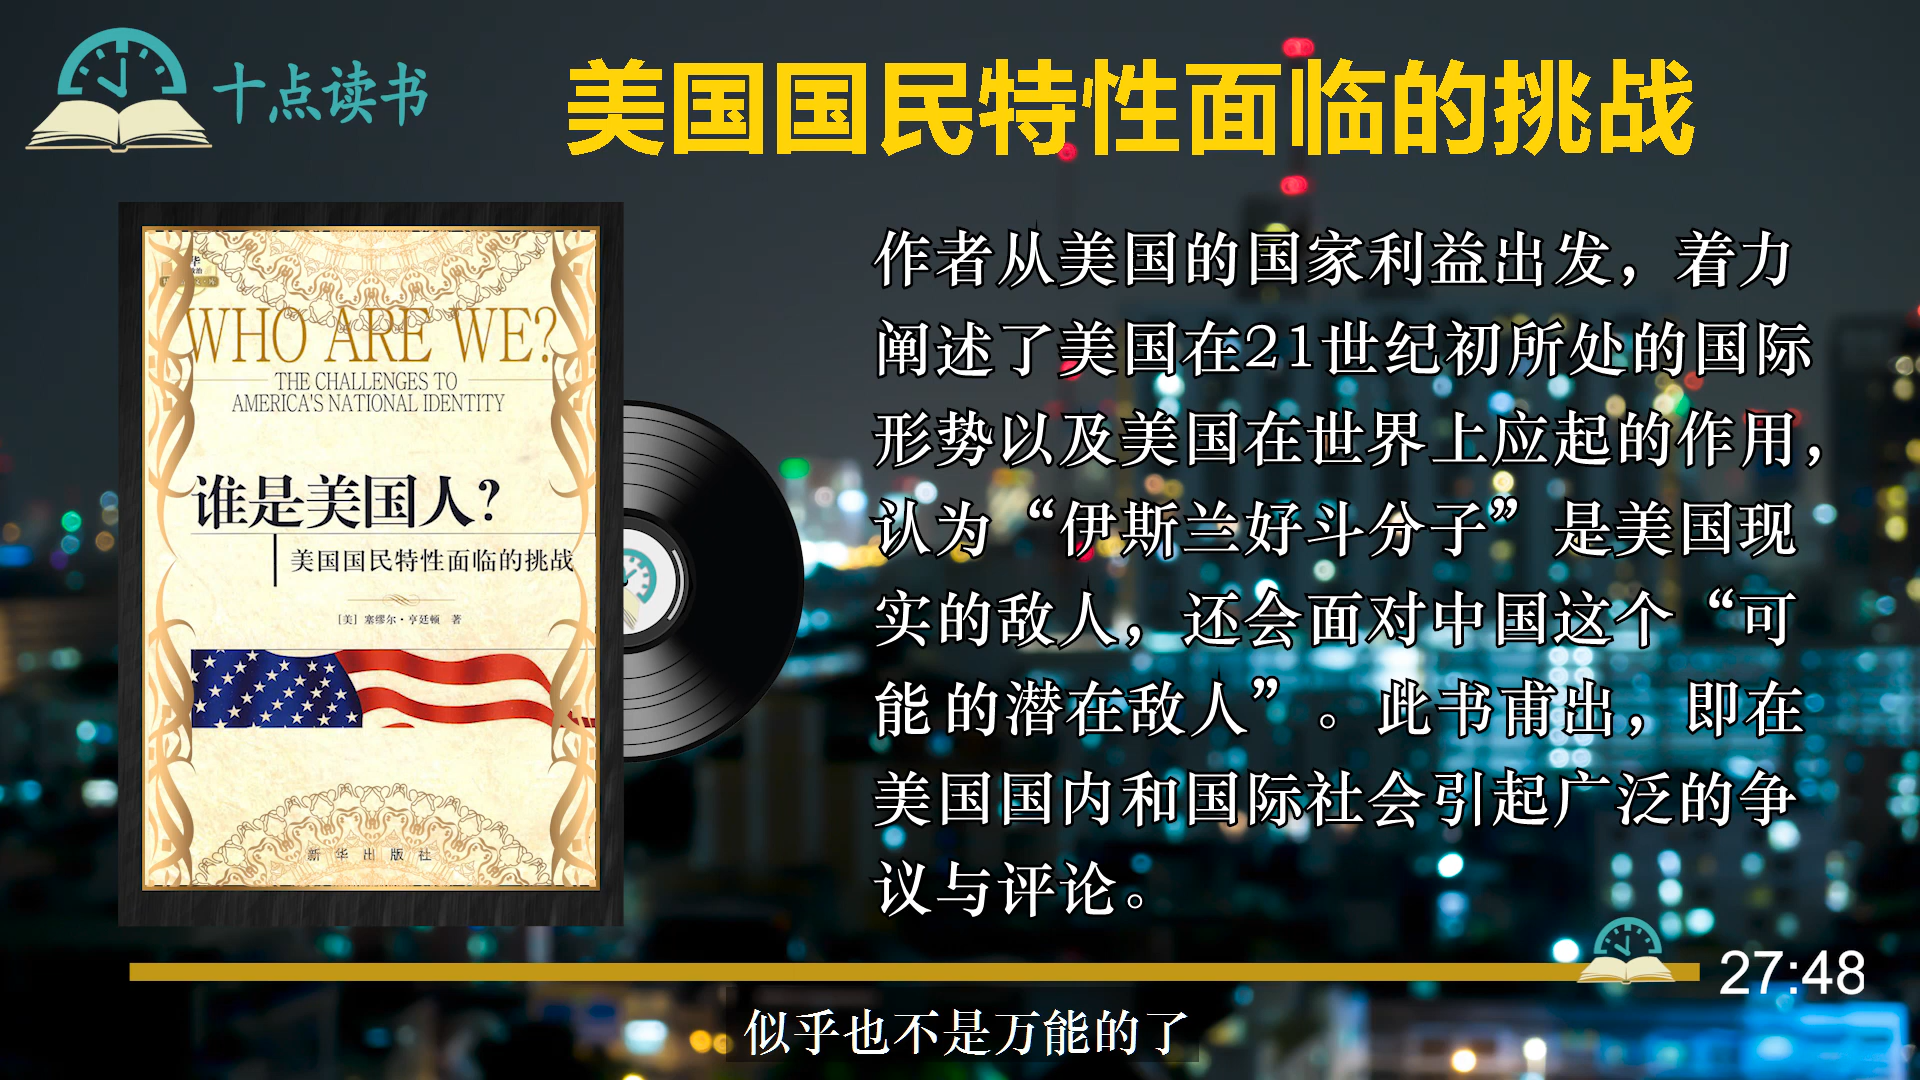 十点读书
美国国民特性面临的挑战
WHO ARE WE?
THE CHALLENGES TO
AMERICA'S NATIONAL IDENTITY
谁是美国人?
美国国民特性面临的挑战
[美] 塞缪尔·亨廷顿 著
新华出版社
作者从美国的国家利益出发，着力
阐述了美国在21世纪初所处的国际
形势以及美国在世界上应起的作用，
认为“伊斯兰好斗分子”是美国现
实的敌人，还会面对中国这个“可
能的潜在敌人”。此书甫出，即在
美国国内和国际社会引起广泛的争
议与评论。
27:48
似乎也不是万能的了